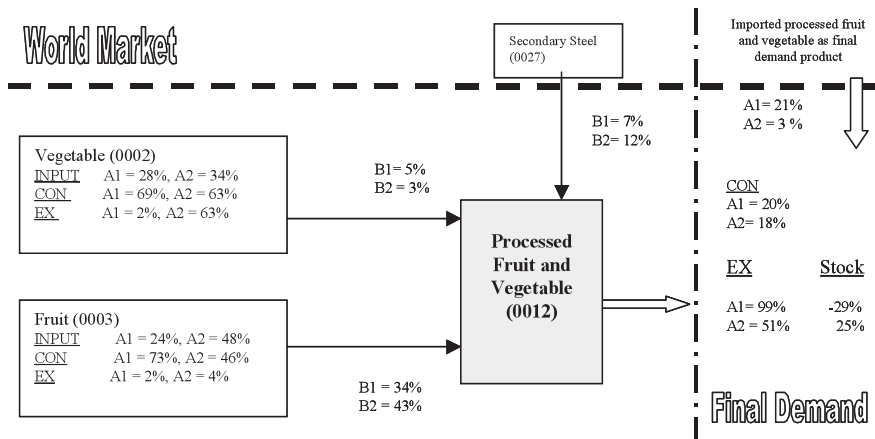 World Market
Secondary Steel
(0027)
Imported processed fruit
and vegetable as final
demand product
A1= 21%
A2 = 3 %
B1= 7%
B2= 12%
Vegetable (0002)
INPUT A1 = 28%, A2 = 34%
CON A1 = 69%, A2 = 63%
EX A1 = 2%, A2 = 63%
B1= 5%
B2 = 3%
CON
A1 = 20%
A2= 18%
Processed
Fruit and
Vegetable
(0012)
EX Stock
A1= 99% -29%
A2 = 51% 25%
Fruit (0003)
INPUT A1 = 24%, A2 = 48%
CON A1 = 73%, A2 = 46%
EX A1 = 2%, A2 = 4%
B1 = 34%
B2 = 43%
Final Demand